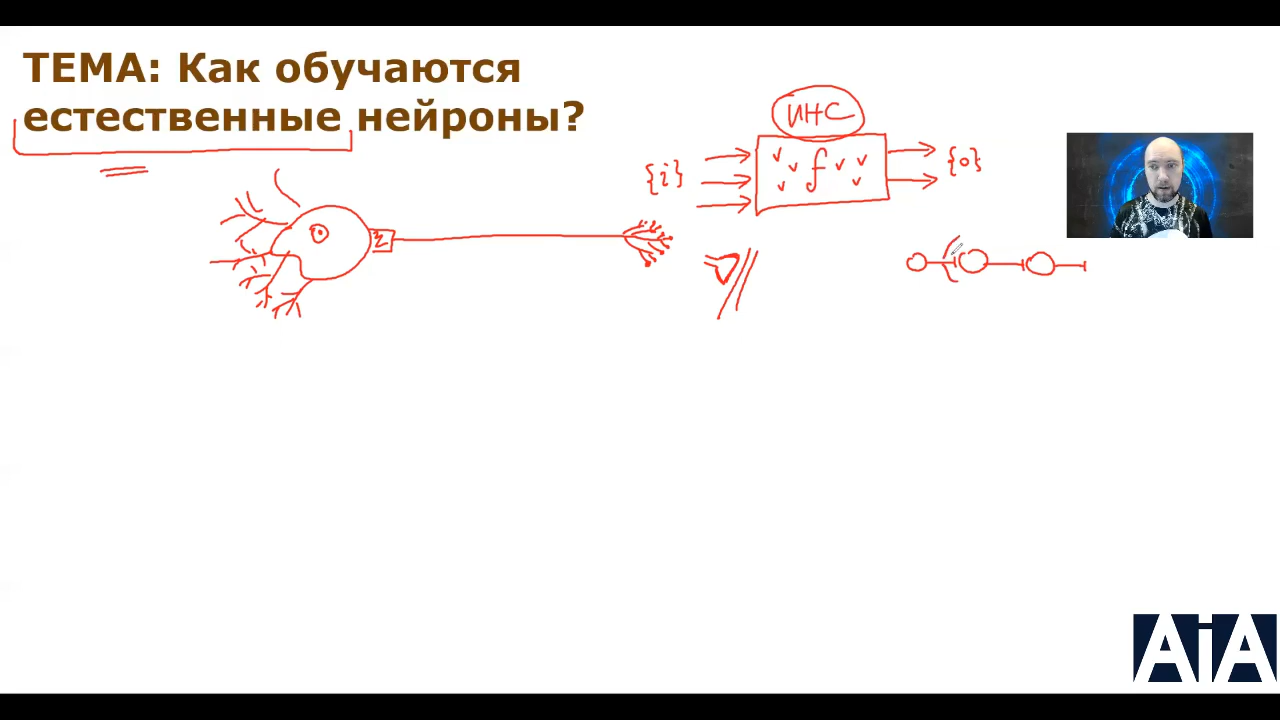 ТЕМА: Как обучаются
естественные нейроны?
ИНС
{i}
f
{o}
Σ
AiA